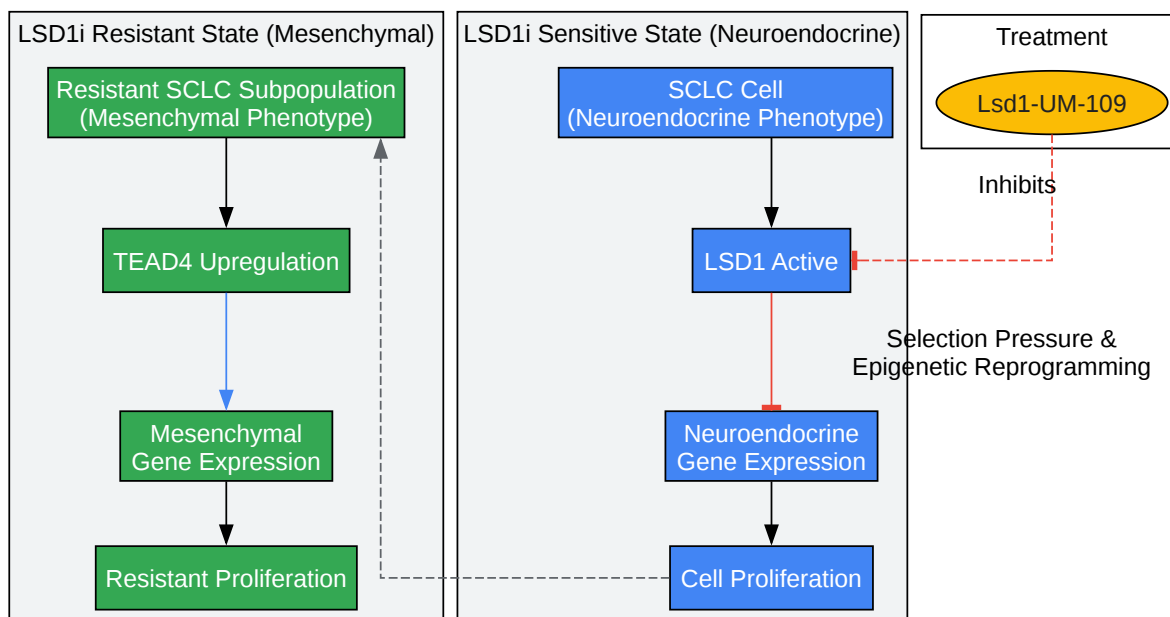 LSD1i Resistant State (Mesenchymal)
Resistant SCLC Subpopulation
(Mesenchymal Phenotype)
TEAD4 Upregulation
Mesenchymal
Gene Expression
Resistant Proliferation
LSD1i Sensitive State (Neuroendocrine)
SCLC Cell
(Neuroendocrine Phenotype)
LSD1 Active
Neuroendocrine
Gene Expression
Cell Proliferation
Treatment
Lsd1-UM-109
Inhibits
Selection Pressure &
Epigenetic Reprogramming